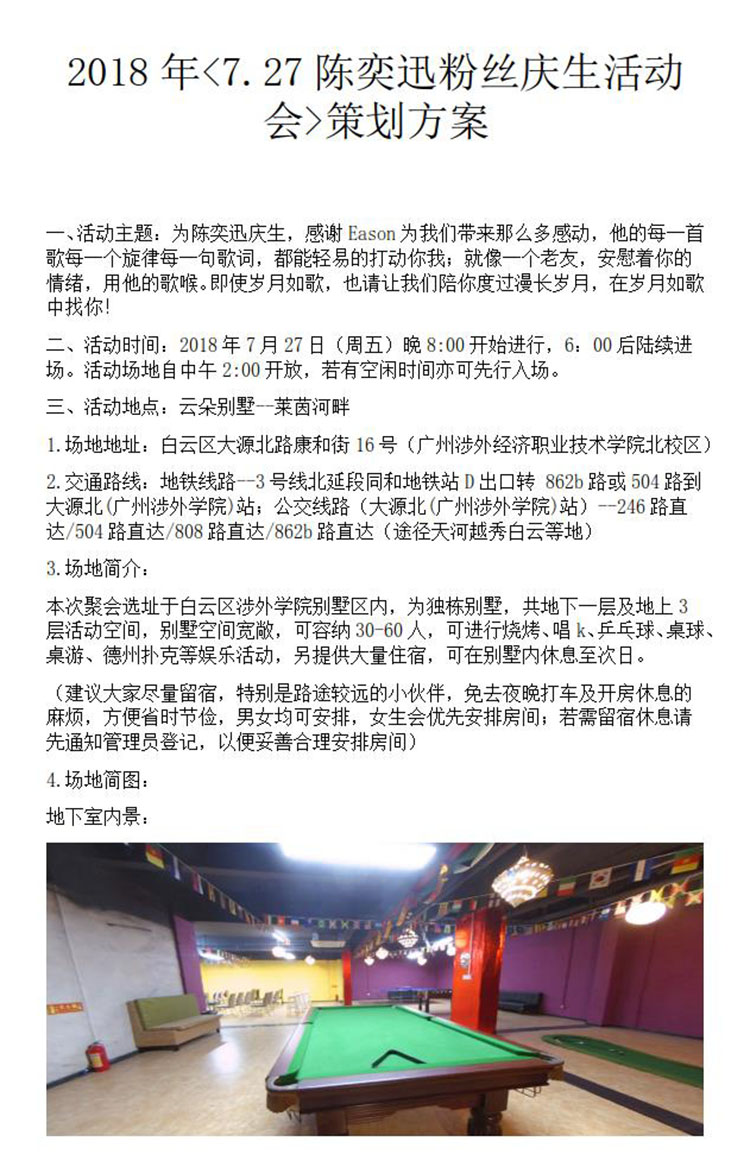 2018 年<7.27 陈奕迅粉丝庆生活动
会>策划方案
一、活动主题：为陈奕迅庆生，感谢 Eason 为我们带来那么多感动，他的每一首
歌每一个旋律每一句歌词，都能轻易的打动你我；就像一个老友，安慰着你的
情绪，用他的歌喉。即使岁月如歌，也请让我们陪你度过漫长岁月，在岁月如歌
中找你!
二、活动时间：2018 年 7 月 27 日（周五）晚 8:00 开始进行，6：00 后陆续进
场。活动场地自中午 2:00 开放，若有空闲时间亦可先行入场。
三、活动地点：云朵别墅--莱茵河畔
1.场地地址：白云区大源北路康和街 16 号（广州涉外经济职业技术学院北校区）
2.交通路线：地铁线路--3 号线北延段同和地铁站 D 出口转 862b 路或 504 路到
大源北(广州涉外学院)站；公交线路（大源北(广州涉外学院)站）--246 路直
达/504 路直达/808 路直达/862b 路直达（途径天河越秀白云等地）
3.场地简介：
本次聚会选址于白云区涉外学院别墅区内，为独栋别墅，共地下一层及地上 3
层活动空间，别墅空间宽敞，可容纳 30-60 人，可进行烧烤、唱 k、乒乓球、桌球、
桌游、德州扑克等娱乐活动，另提供大量住宿，可在别墅内休息至次日。
（建议大家尽量留宿，特别是路途较远的小伙伴，免去夜晚打车及开房休息的
麻烦，方便省时节俭，男女均可安排，女生会优先安排房间；若需留宿休息请
先通知管理员登记，以便妥善合理安排房间）
4.场地简图：
地下室内景：